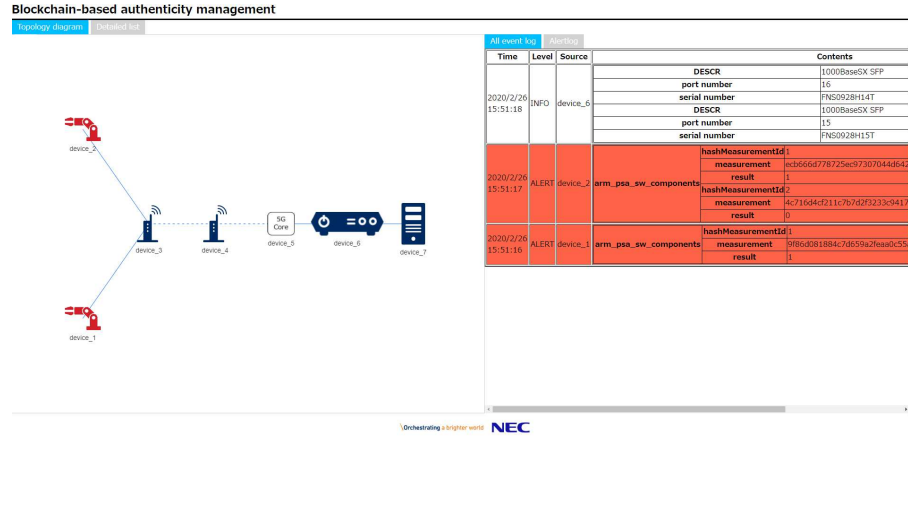 Blockchain-based authenticity management
Topology diagram Detailed list
All event log Alertlog
Time Level Source Contents
2020/2/26 15:51:18 INFO device_6
DESCR 1000BaseSX SFP
port number 16
serial number FNS0928H14T
DESCR 1000BaseSX SFP
port number 15
serial number FNS0928H15T
2020/2/26 15:51:17 ALERT device_2 arm_psa_sw_components
hashMeasurementId 1
measurement ecb666d778725ec97307044d642
result 1
hashMeasurementId 2
measurement 4c716d4cf211c7b7d2f3233c9417
result 0
2020/2/26 15:51:16 ALERT device_1 arm_psa_sw_components
hashMeasurementId 1
measurement 9f86d081884c7d659a2feaa0c55
result 1
device_2
5G
Core
device_3
device_4
device_5
device_6
device_7
device_1
\Orchestrating a brighter world NEC